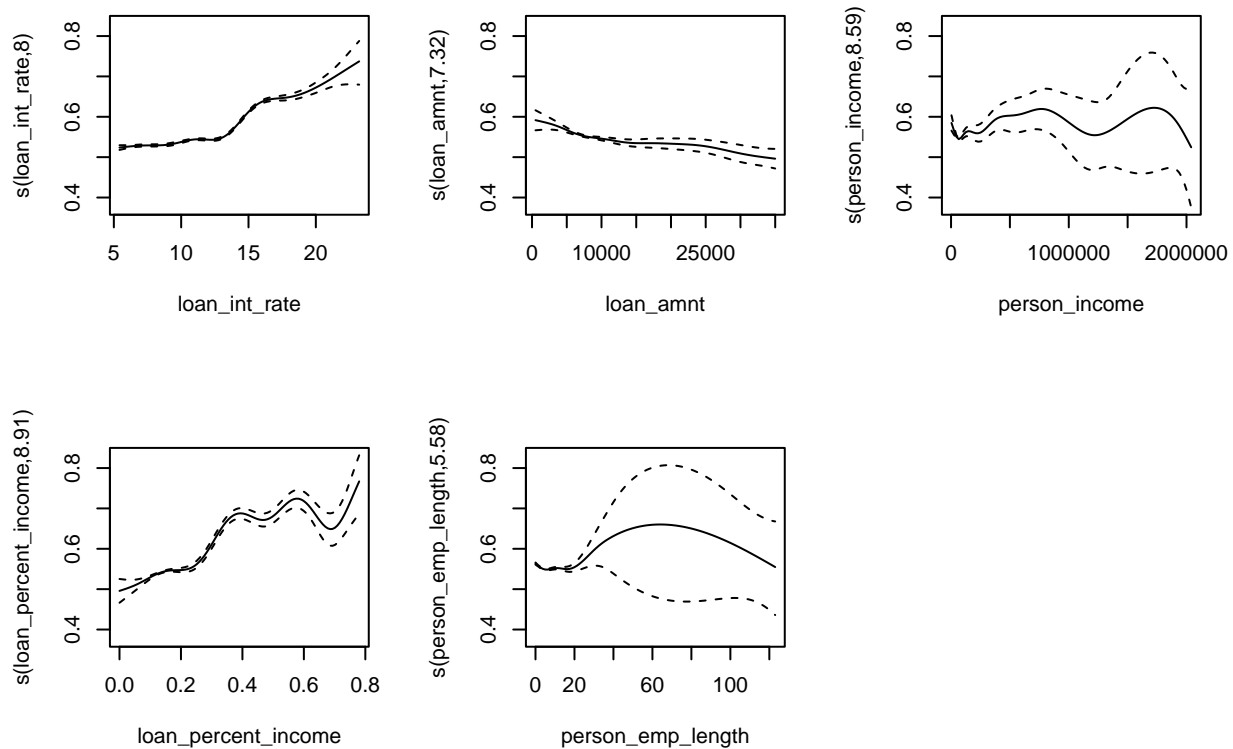 s(loan_int_rate,8)
0.4 0.6 0.8
5 10 15 20
loan_int_rate
s(loan_amnt,7.32)
0.4 0.6 0.8
0 10000 25000
loan_amnt
s(person_income,8.59)
0.4 0.6 0.8
0 1000000 2000000
person_income
s(loan_percent_income,8.91)
0.4 0.6 0.8
0.0 0.2 0.4 0.6 0.8
loan_percent_income
s(person_emp_length,5.58)
0.4 0.6 0.8
0 20 60 100
person_emp_length